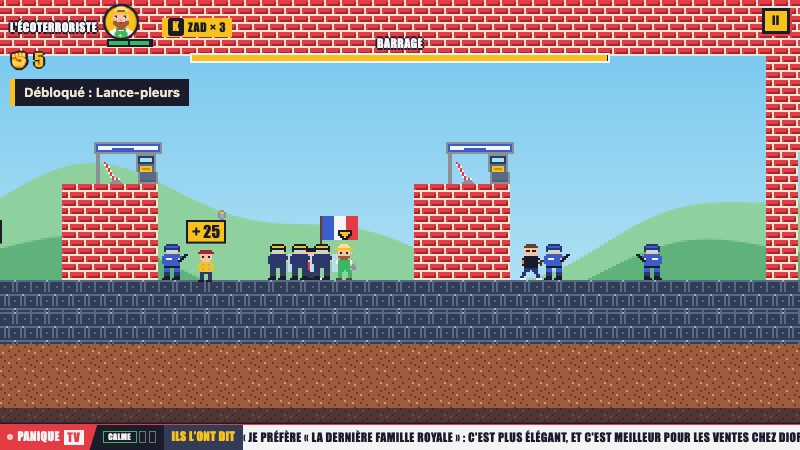 L'ÉCOTERRORISTE
K ZAD × 3
BARRAGE
5
Débloqué : Lance-pleurs
+25
PANIQUE TV
CALME
ILS L'ONT DIT
« JE PRÉFÈRE « LA DERNIÈRE FAMILLE ROYALE » : C'EST PLUS ÉLÉGANT, ET C'EST MEILLEUR POUR LES VENTES CHEZ DIOR